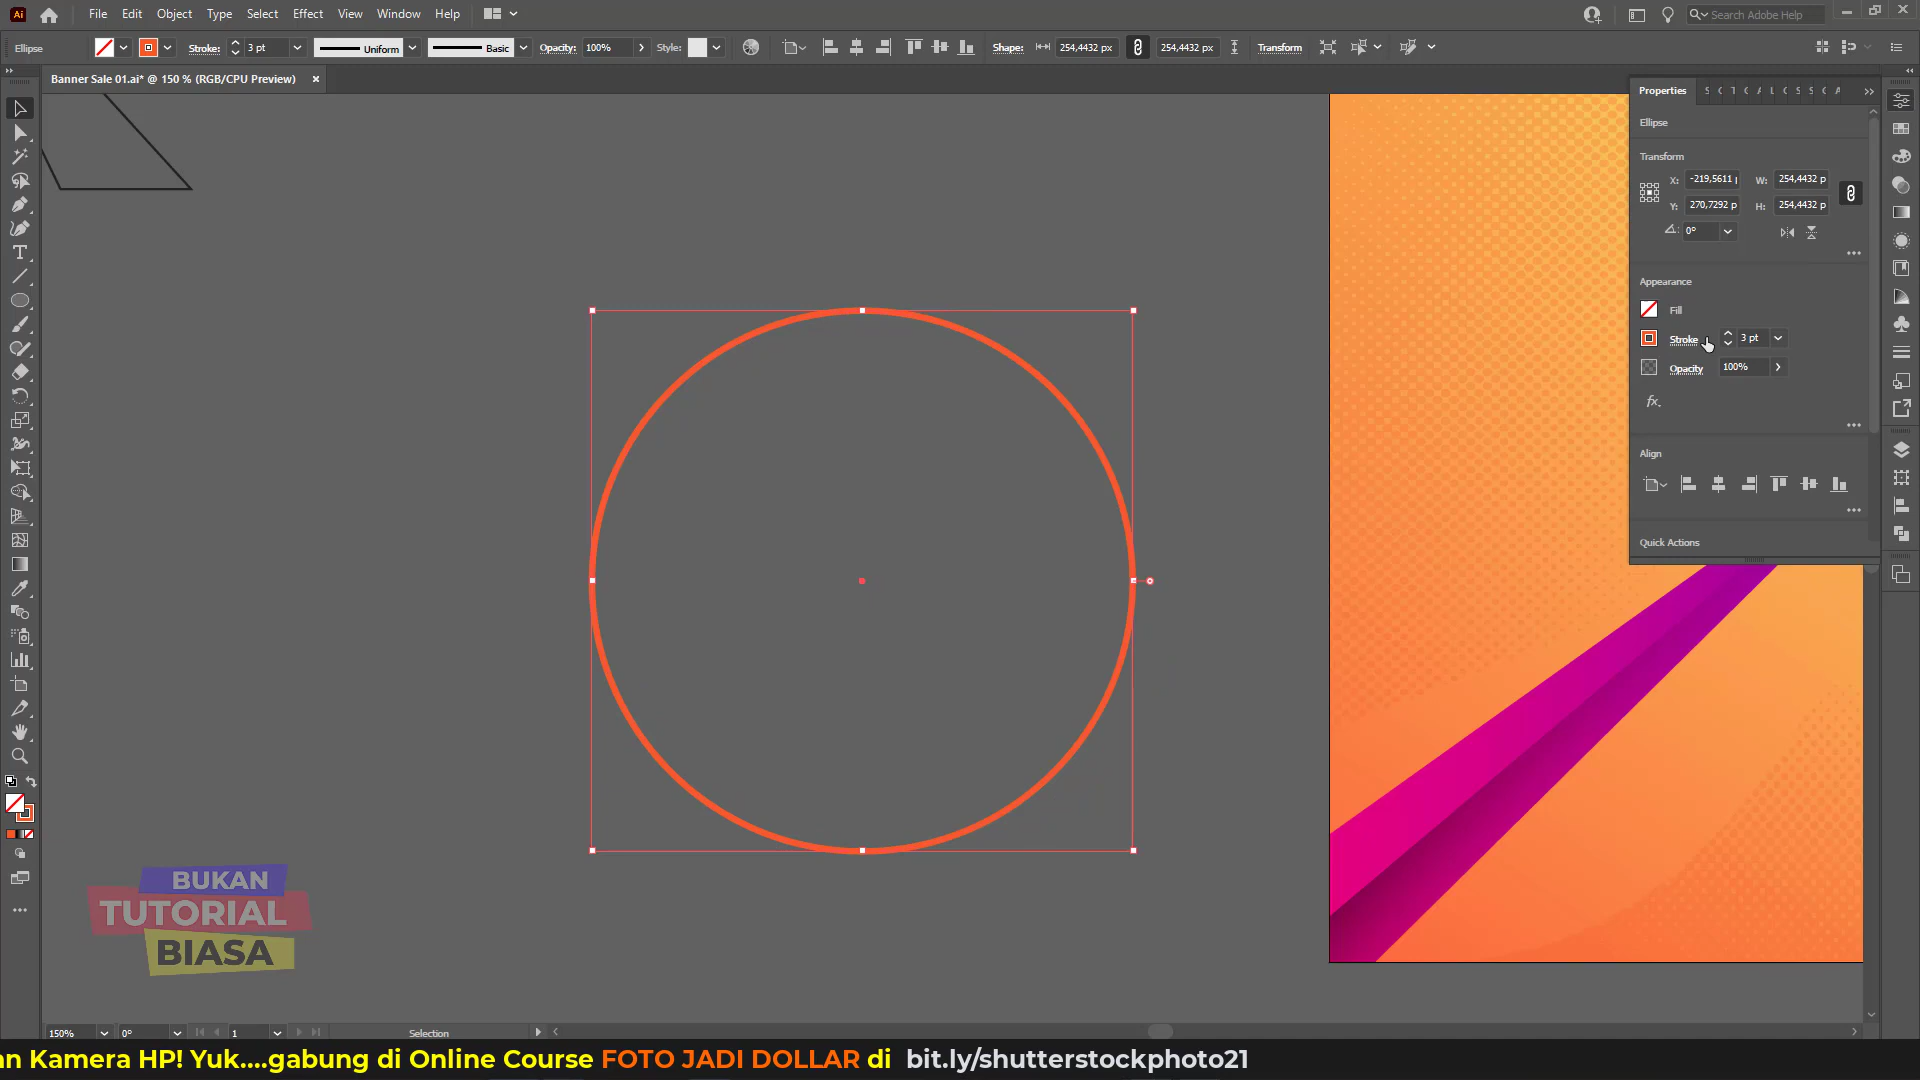 File Edit Object Type Select Effect View Window Help
Search Adobe Help
Ellipse
Stroke: 3 pt Uniform Basic Opacity: 100% Style: Shape: 254,4432 px 254,4432 px Transform
Banner Sale 01.ai* @ 150 % (RGB/CPU Preview)
Properties
Ellipse
Transform
X: -219,5611 W: 254,4432 p
Y: 270,7292 p H: 254,4432 p
0°
Appearance
Fill
Stroke 3 pt
Opacity 100%
fx.
Align
Quick Actions
BUKAN
TUTORIAL
BIASA
150% 0° 1 Selection
an Kamera HP! Yuk....gabung di Online Course FOTO JADI DOLLAR di bit.ly/shutterstockphoto21